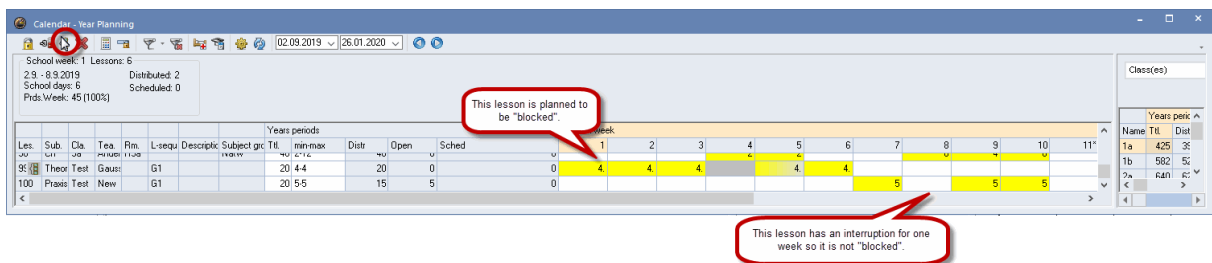 Calendar - Year Planning
02.09.2019 26.01.2020
School week: 1 Lessons: 6
2.9. - 8.9.2019 Distributed: 2
School days: 6 Scheduled: 0
Prds.Week: 45 (100%)
Class(es)
This lesson is planned to
be "blocked".
Years periods week
Les. Sub. Cla. Tea. Rm. L-sequ Descriptic Subject grc Ttl. min-max Distr Open Sched 1 2 3 4 5 6 7 8 9 10 11*
99 Theor Test Gaus: G1 20 4-4 20 0 0 4. 4. 4. 4. 4.
100 Praxis Test New G1 20 5-5 15 5 0 5 5 5
Years peric
Name Ttl. Dist
1a 425 39
1b 582 52
2a 640 62
This lesson has an interruption for one
week so it is not "blocked".